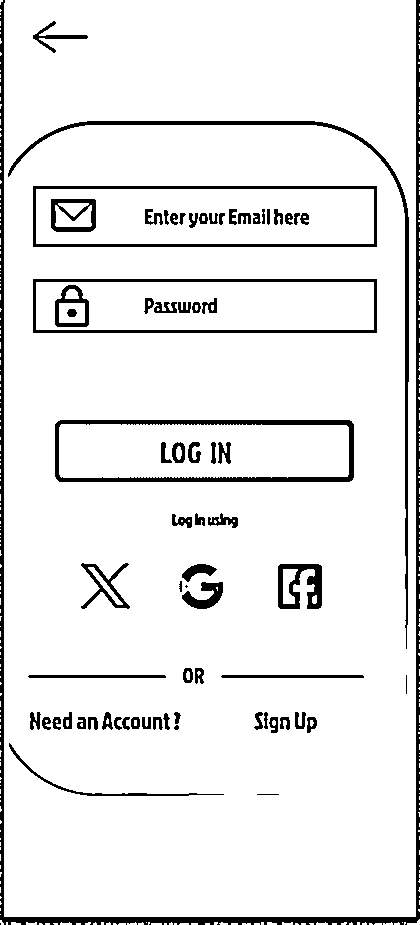 Enter your Email here
Password
LOG IN
Log in using
OR
Need an Account ? Sign Up